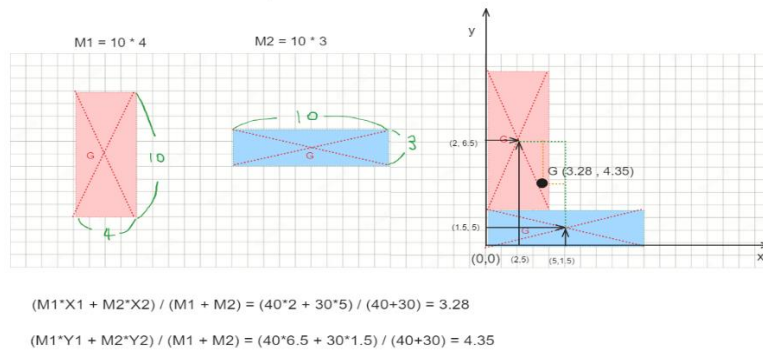 M1 = 10 * 4
M2 = 10 * 3
y
10
3
10
4
G
G
(2, 6.5)
G
G (3.28 , 4.35)
(1.5, 5)
G
(0,0)
(2,5)
(5,1.5)
x
(M1*X1 + M2*X2) / (M1 + M2) = (40*2 + 30*5) / (40+30) = 3.28
(M1*Y1 + M2*Y2) / (M1 + M2) = (40*6.5 + 30*1.5) / (40+30) = 4.35